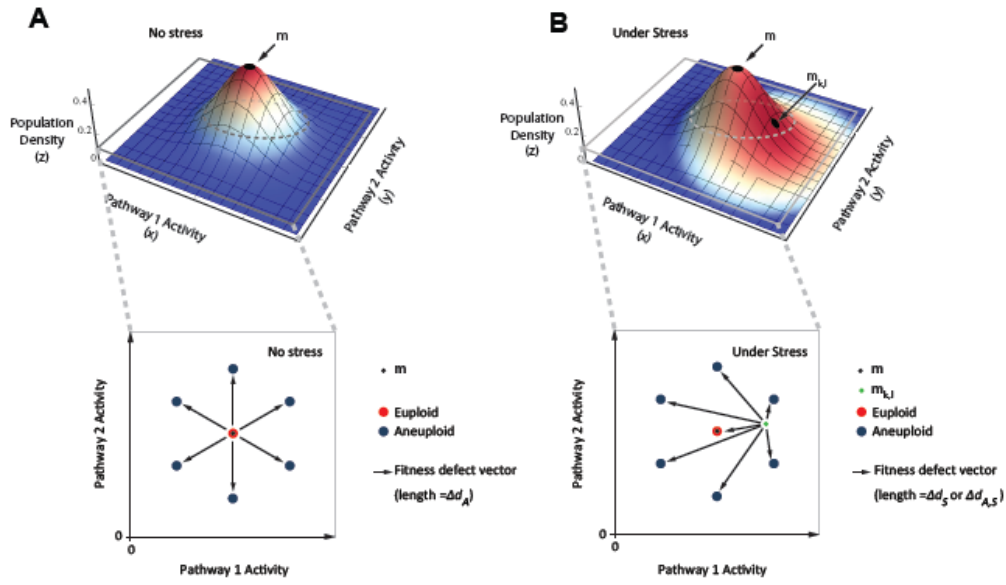 A
No stress
m
0.4
0.2
0
Population
Density
(z)
Pathway 1 Activity
(x)
Pathway 2 Activity
(y)
No stress
m
Euploid
Aneuploid
Fitness defect vector
(length =Δd_A)
Pathway 2 Activity
0
0
Pathway 1 Activity
B
Under Stress
m
m_k,l
0.4
0.2
0
Population
Density
(z)
Pathway 1 Activity
(x)
Pathway 2 Activity
(y)
Under Stress
m
m_k,l
Euploid
Aneuploid
Fitness defect vector
(length =Δd_S or Δd_A,S)
Pathway 2 Activity
0
0
Pathway 1 Activity